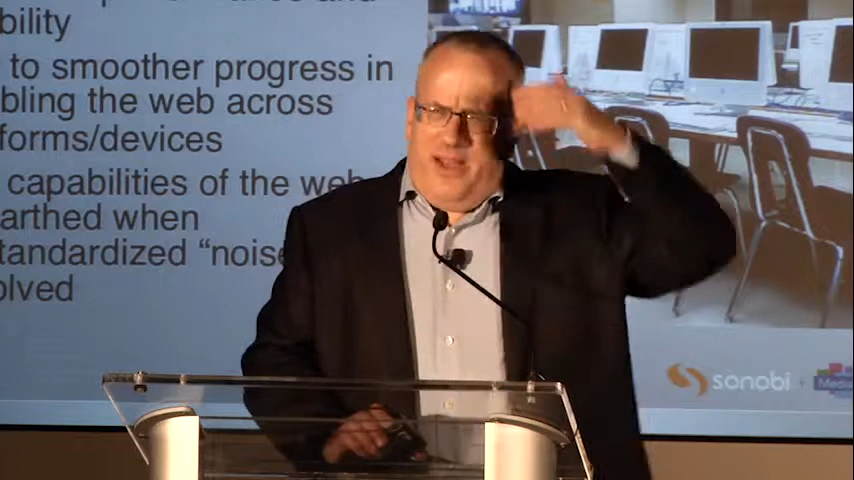 bility
to smoother progress in
bling the web across
forms/devices
capabilities of the web
arthed when
tandardized “noise
olved
sonobi
+
Media